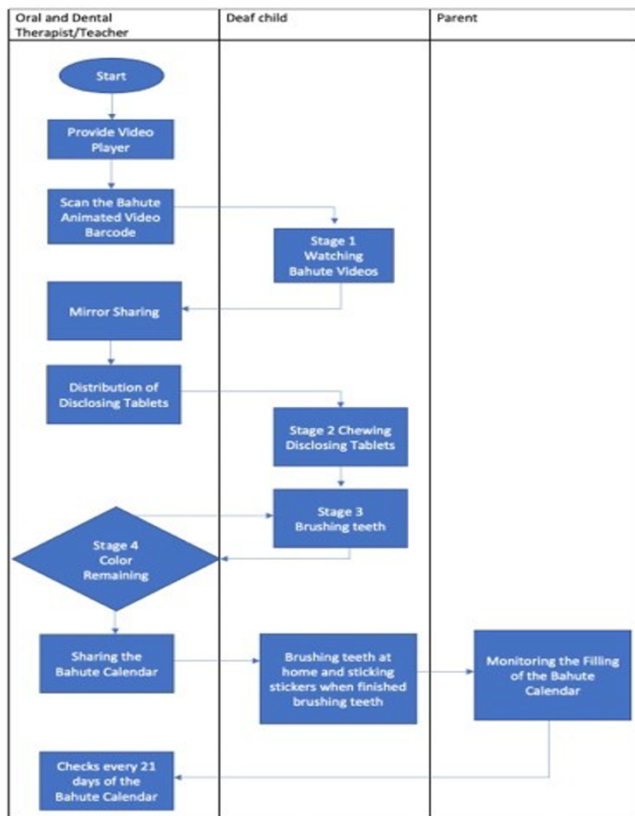 Oral and Dental
Therapist/Teacher
Deaf child
Parent
Start
Provide Video
Player
Scan the Bahute
Animated Video
Barcode
Stage 1
Watching
Bahute Videos
Mirror Sharing
Distribution of
Disclosing Tablets
Stage 2 Chewing
Disclosing Tablets
Stage 3
Brushing teeth
Stage 4
Color
Remaining
Sharing the
Bahute Calendar
Brushing teeth at
home and sticking
stickers when finished
brushing teeth
Monitoring the Filling
of the Bahute
Calendar
Checks every 21
days of the
Bahute Calendar